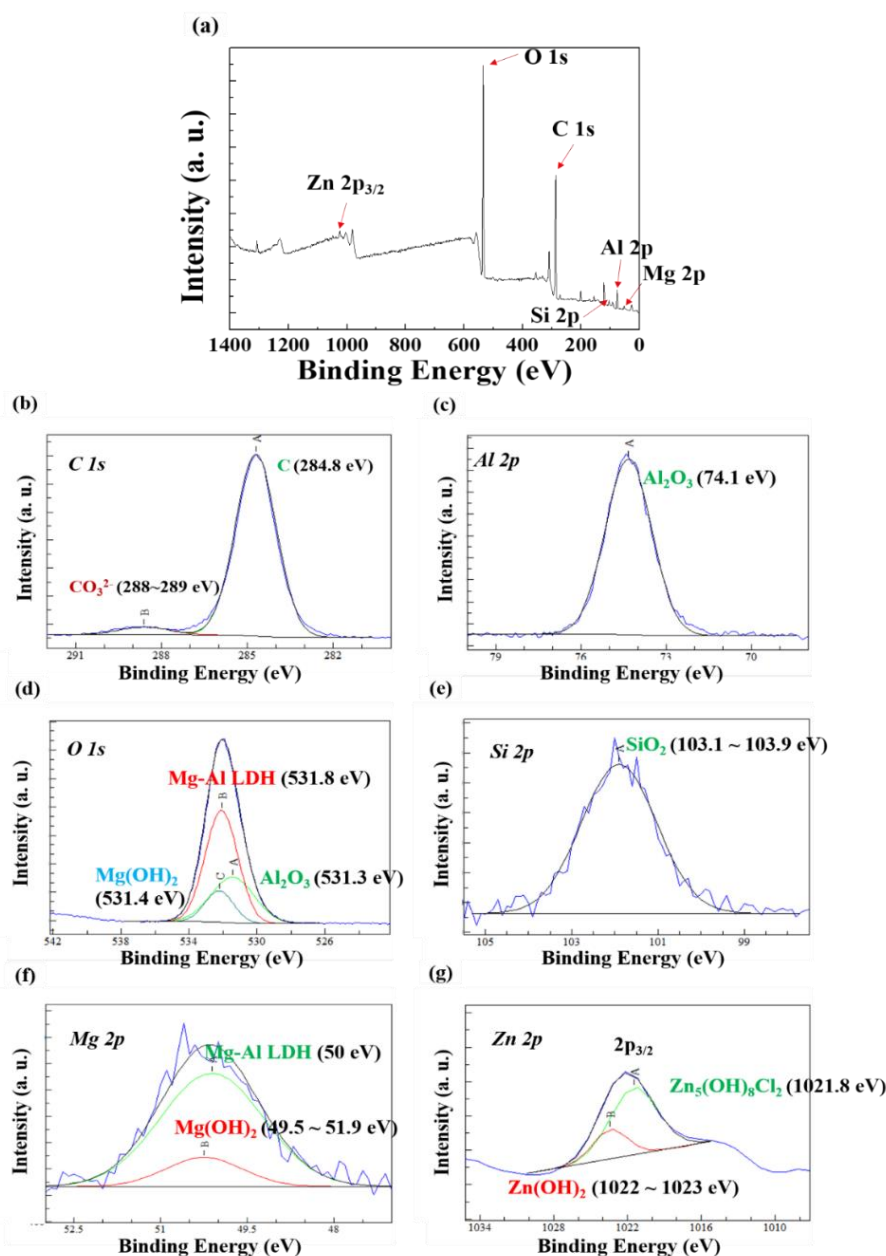 (a)
O 1s
C 1s
Zn 2p₃/₂
Al 2p
Mg 2p
Si 2p
Intensity (a. u.)
1400 1200 1000 800 600 400 200 0
Binding Energy (eV)
(b)
C 1s
A
C (284.8 eV)
CO₃²⁻ (288~289 eV)
B
Intensity (a. u.)
291 288 285 282
Binding Energy (eV)
(c)
Al 2p
A
Al₂O₃ (74.1 eV)
Intensity (a. u.)
79 76 73 70
Binding Energy (eV)
(d)
O 1s
Mg-Al LDH (531.8 eV)
B
Mg(OH)₂
(531.4 eV)
C
A
Al₂O₃ (531.3 eV)
Intensity (a. u.)
542 538 534 530 526
Binding Energy (eV)
(e)
Si 2p
SiO₂ (103.1 ~ 103.9 eV)
Intensity (a. u.)
105 103 101 99
Binding Energy (eV)
(f)
Mg 2p
Mg-Al LDH (50 eV)
Mg(OH)₂ (49.5 ~ 51.9 eV)
B
Intensity (a. u.)
52.5 51 49.5 48
Binding Energy (eV)
(g)
Zn 2p
2p₃/₂
A
Zn₅(OH)₈Cl₂ (1021.8 eV)
B
Zn(OH)₂ (1022 ~ 1023 eV)
Intensity (a. u.)
1034 1028 1022 1016 1010
Binding Energy (eV)